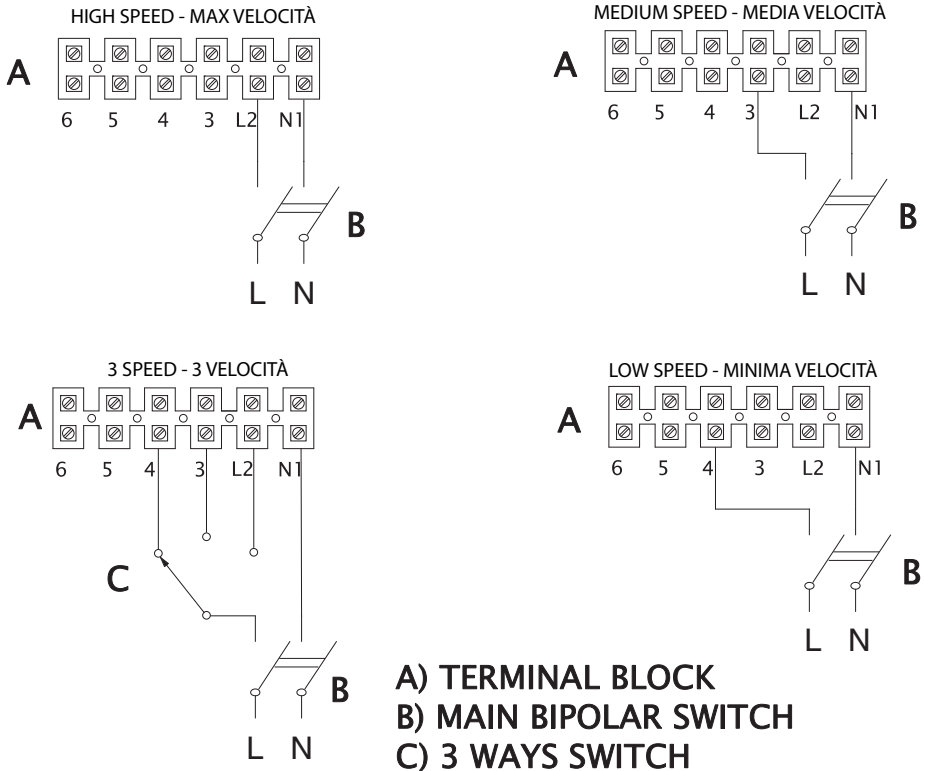 HIGH SPEED - MAX VELOCITÀ
A
6 5 4 3 L2 N1
B
L N
MEDIUM SPEED - MEDIA VELOCITÀ
A
6 5 4 3 L2 N1
B
L N
3 SPEED - 3 VELOCITÀ
A
6 5 4 3 L2 N1
C
B
L N
LOW SPEED - MINIMA VELOCITÀ
A
6 5 4 3 L2 N1
B
L N
A) TERMINAL BLOCK
B) MAIN BIPOLAR SWITCH
C) 3 WAYS SWITCH